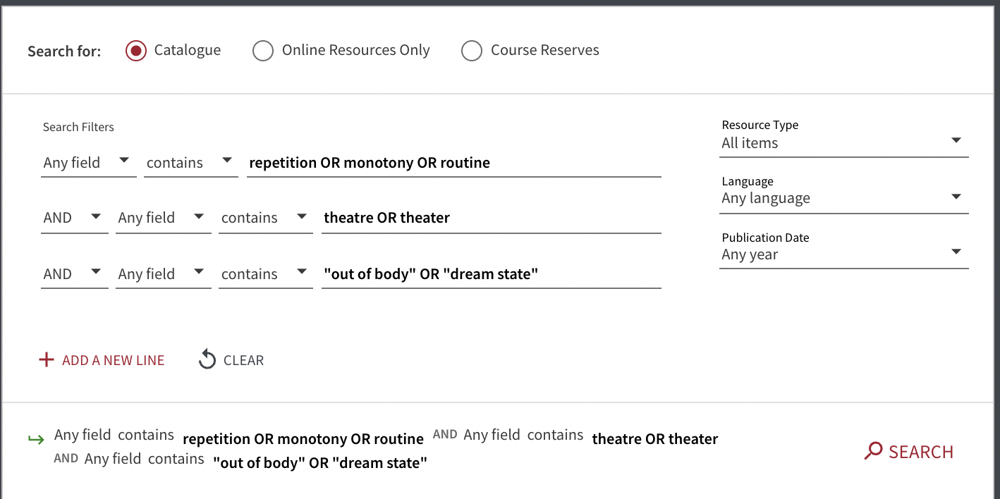 Search for: Catalogue Online Resources Only Course Reserves
Search Filters
Any field contains repetition OR monotony OR routine
AND Any field contains theatre OR theater
AND Any field contains "out of body" OR "dream state"
Resource Type
All items
Language
Any language
Publication Date
Any year
ADD A NEW LINE CLEAR
Any field contains repetition OR monotony OR routine AND Any field contains theatre OR theater
AND Any field contains "out of body" OR "dream state"
SEARCH